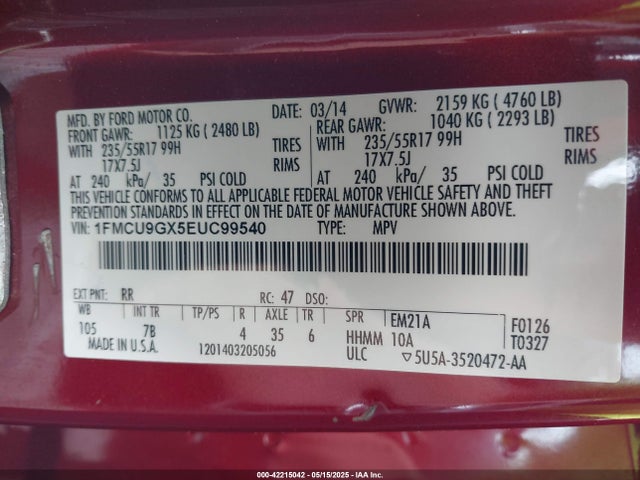 MFD. BY FORD MOTOR CO. DATE: 03/14 GVWR: 2159 KG ( 4760 LB)
FRONT GAWR: 1125 KG ( 2480 LB) REAR GAWR: 1040 KG ( 2293 LB)
WITH 235/55R17 99H TIRES WITH 235/55R17 99H TIRES
17X7.5J RIMS 17X7.5J RIMS
AT 240 kPa/ 35 PSI COLD AT 240 kPa/ 35 PSI COLD
THIS VEHICLE CONFORMS TO ALL APPLICABLE FEDERAL MOTOR VEHICLE SAFETY AND THEFT
PREVENTION STANDARDS IN EFFECT ON THE DATE OF MANUFACTURE SHOWN ABOVE.
VIN: 1FMCU9GX5EUC99540 TYPE: MPV
EXT PNT: RR RC: 47 DSO:
WB INT TR TP/PS R AXLE TR SPR EM21A F0126
105 7B 4 35 6 HHMM 10A T0327
MADE IN U.S.A. 1201403205056 ULC ▽5U5A-3520472-AA
000-42215042 | 05/15/2025 - IAA Inc.